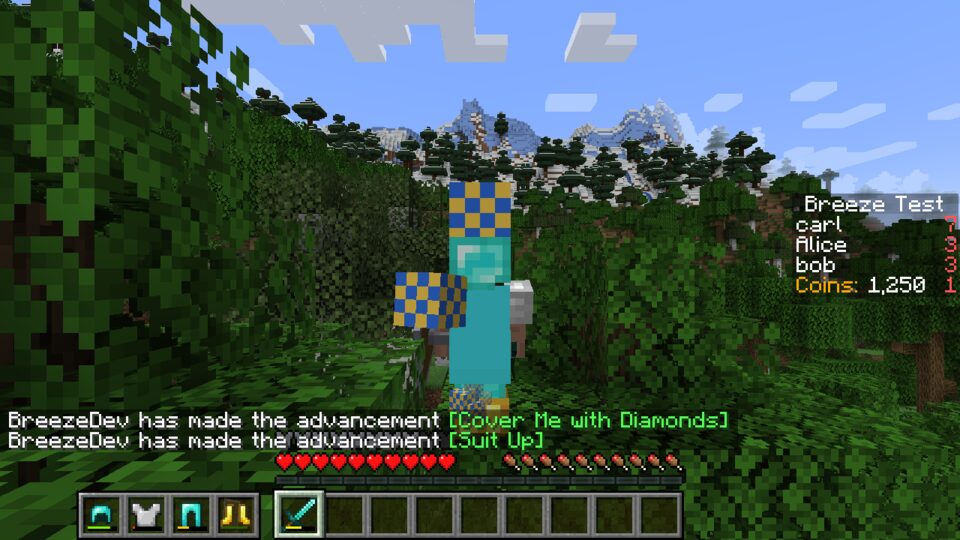 Breeze Test
carl 7
Alice 3
bob 3
Coins: 1,250 1
BreezeDev has made the advancement [Cover Me with Diamonds]
BreezeDev has made the advancement [Suit Up]